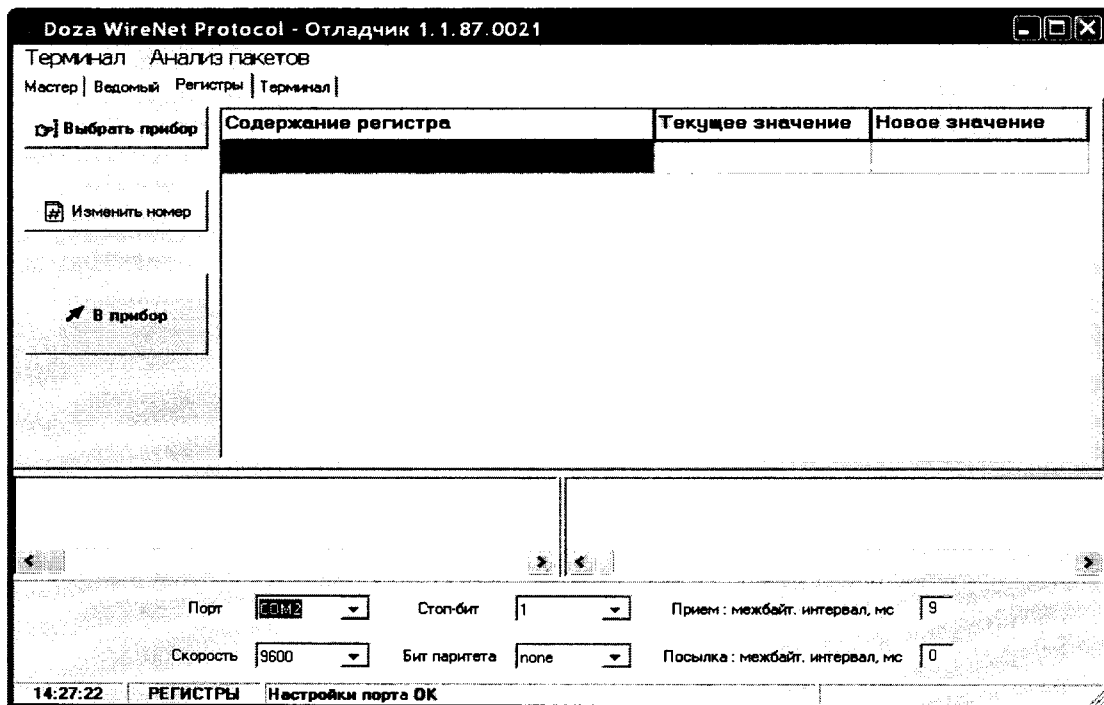 Doza WireNet Protocol - Отладчик 1.1.87.0021
Терминал Анализ пакетов
Мастер Ведомый Регистры Терминал
Выбрать прибор
Содержание регистра Текущее значение Новое значение
Изменить номер
В прибор
Порт COM2 Стоп-бит 1 Прием : межбайт. интервал, мс 9
Скорость 9600 Бит паритета none Посылка : межбайт. интервал, мс 0
14:27:22 РЕГИСТРЫ Настройки порта OK